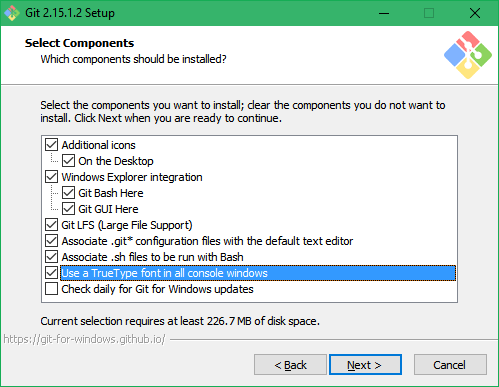 Git 2.15.1.2 Setup
Select Components
Which components should be installed?
Select the components you want to install; clear the components you do not want to
install. Click Next when you are ready to continue.
Additional icons
On the Desktop
Windows Explorer integration
Git Bash Here
Git GUI Here
Git LFS (Large File Support)
Associate .git* configuration files with the default text editor
Associate .sh files to be run with Bash
Use a TrueType font in all console windows
Check daily for Git for Windows updates
Current selection requires at least 226.7 MB of disk space.
https://git-for-windows.github.io/
< Back Next > Cancel